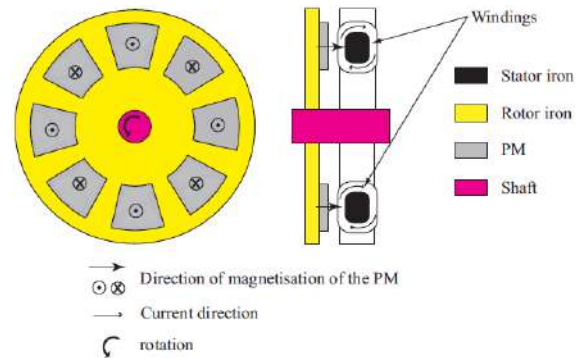 Windings
Stator iron
Rotor iron
PM
Shaft
Direction of magnetisation of the PM
Current direction
rotation